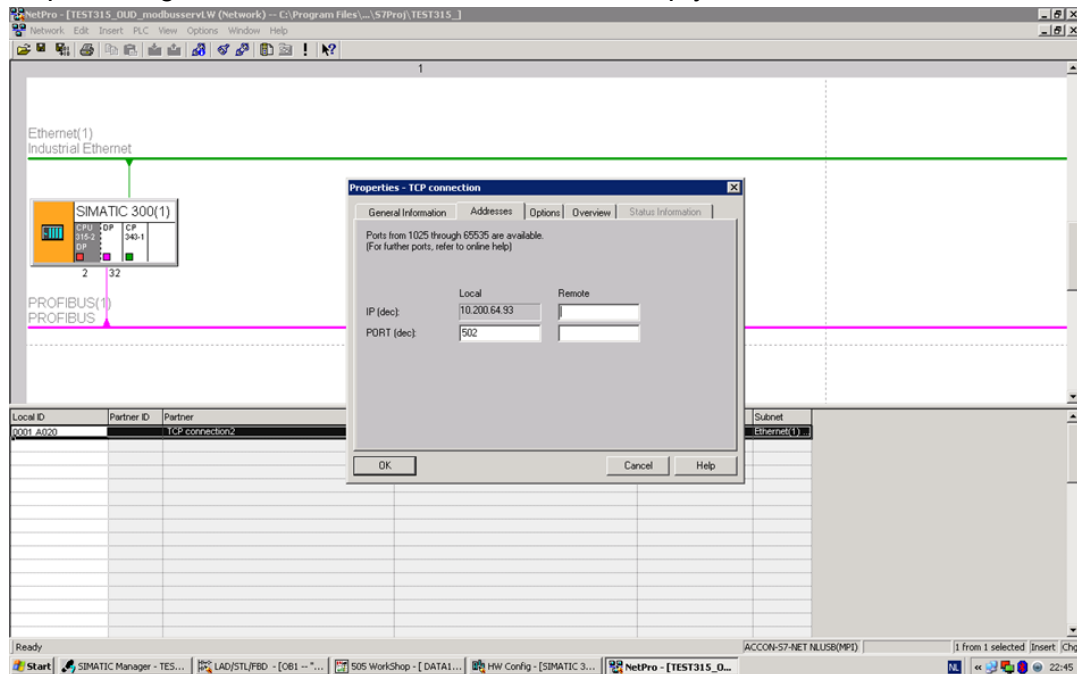 NetPro - [TEST315_OUD_modbusservLW (Network) -- C:\Program Files\...\S7Proj\TEST315_]
Network Edit Insert PLC View Options Window Help
1
Ethernet(1)
Industrial Ethernet
SIMATIC 300(1)
CPU 315-2 DP
DP
CP 343-1
2 32
PROFIBUS(1)
PROFIBUS
Properties - TCP connection
General Information Addresses Options Overview Status Information
Ports from 1025 through 65535 are available.
(For further ports, refer to online help)
Local Remote
IP (dec): 10.200.64.93
PORT (dec): 502
OK Cancel Help
Local ID Partner ID Partner Subnet
0001 A020 TCP connection2 Ethernet(1) ...
Ready ACCON-S7-NET NLUSB(MPI) 1 from 1 selected Insert Chg
Start SIMATIC Manager - TES... LAD/STL/FBD - [OB1 -- "... 505 WorkShop - [ DATA1... HW Config - [SIMATIC 3... NetPro - [TEST315_O... NL « 22:45